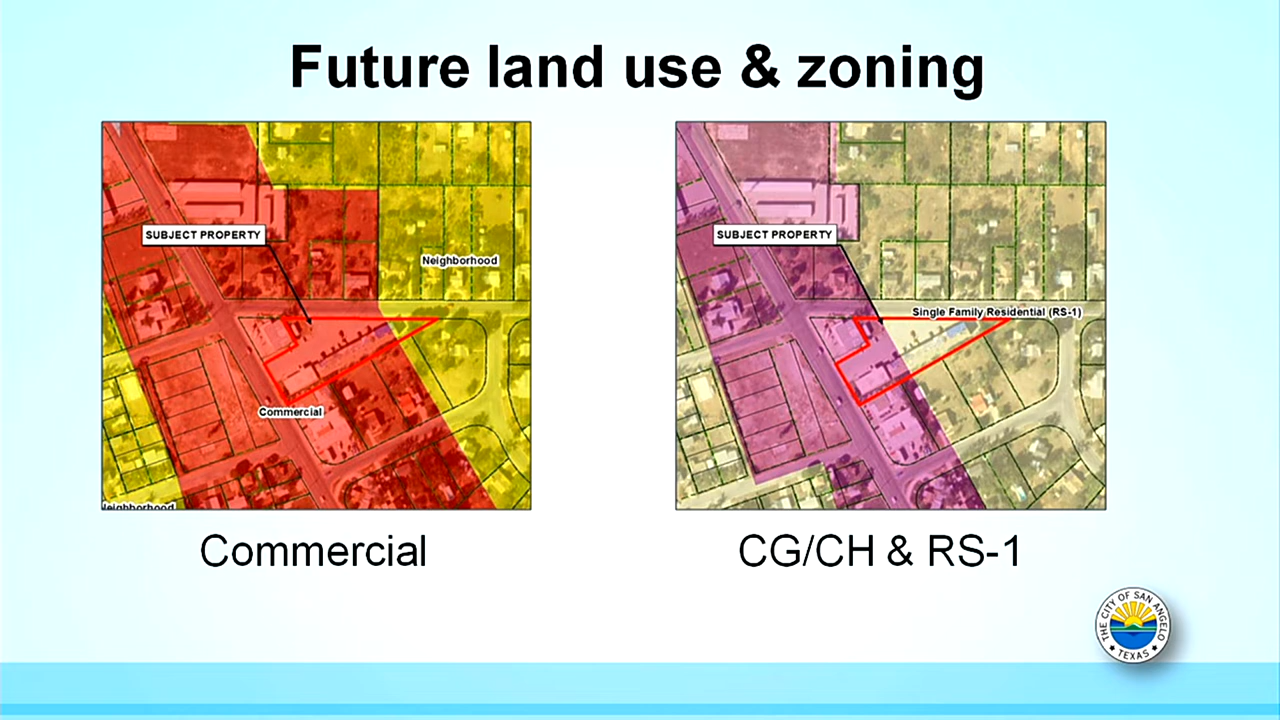 Future land use & zoning
SUBJECT PROPERTY
Neighborhood
Commercial
Neighborhood
SUBJECT PROPERTY
Single Family Residential (RS-1)
Commercial
CG/CH & RS-1
THE CITY OF SAN ANGELO
TEXAS